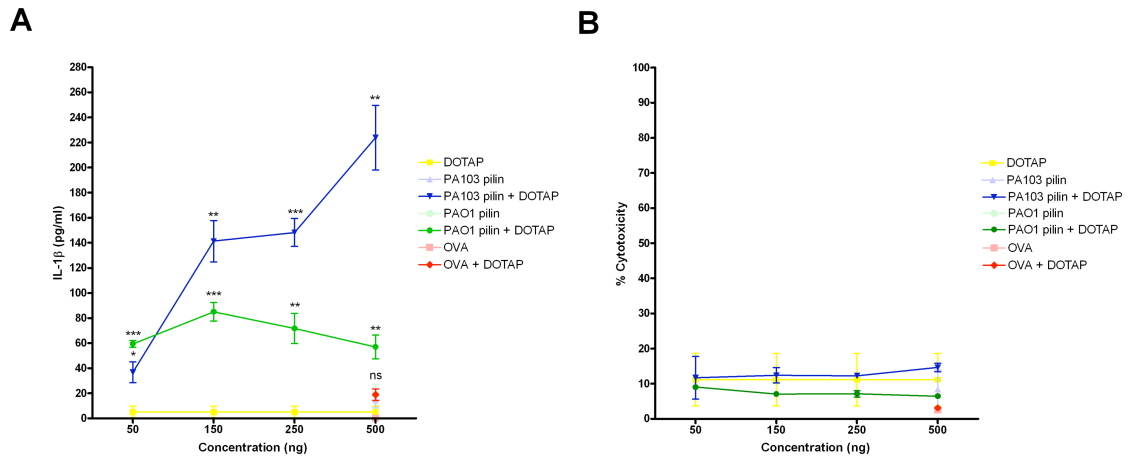 A
IL-1β (pg/ml)
280
260
240
220
200
180
160
140
120
100
80
60
40
20
0
**
**
***
***
***
**
**
*
ns
50
150
250
500
Concentration (ng)
DOTAP
PA103 pilin
PA103 pilin + DOTAP
PAO1 pilin
PAO1 pilin + DOTAP
OVA
OVA + DOTAP
B
% Cytotoxicity
100
90
80
70
60
50
40
30
20
10
0
50
150
250
500
Concentration (ng)
DOTAP
PA103 pilin
PA103 pilin + DOTAP
PAO1 pilin
PAO1 pilin + DOTAP
OVA
OVA + DOTAP